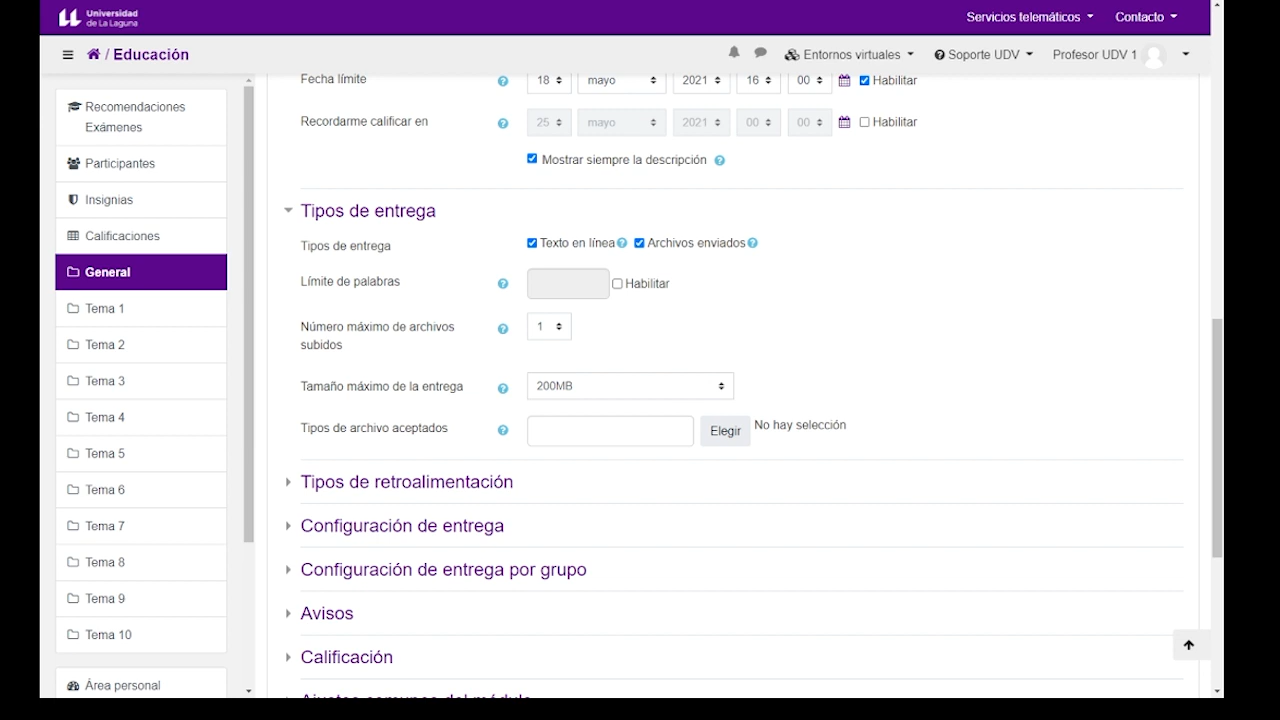 Universidad
de La Laguna
Servicios telemáticos
Contacto
/ Educación
Entornos virtuales
Soporte UDV
Profesor UDV 1
Recomendaciones
Exámenes
Participantes
Insignias
Calificaciones
General
Tema 1
Tema 2
Tema 3
Tema 4
Tema 5
Tema 6
Tema 7
Tema 8
Tema 9
Tema 10
Área personal
Fecha límite 18 mayo 2021 16 00 Habilitar
Recordarme calificar en 25 mayo 2021 00 00 Habilitar
Mostrar siempre la descripción
Tipos de entrega
Tipos de entrega Texto en línea Archivos enviados
Límite de palabras Habilitar
Número máximo de archivos
subidos 1
Tamaño máximo de la entrega 200MB
Tipos de archivo aceptados Elegir No hay selección
Tipos de retroalimentación
Configuración de entrega
Configuración de entrega por grupo
Avisos
Calificación
Ajustes comunes del módulo